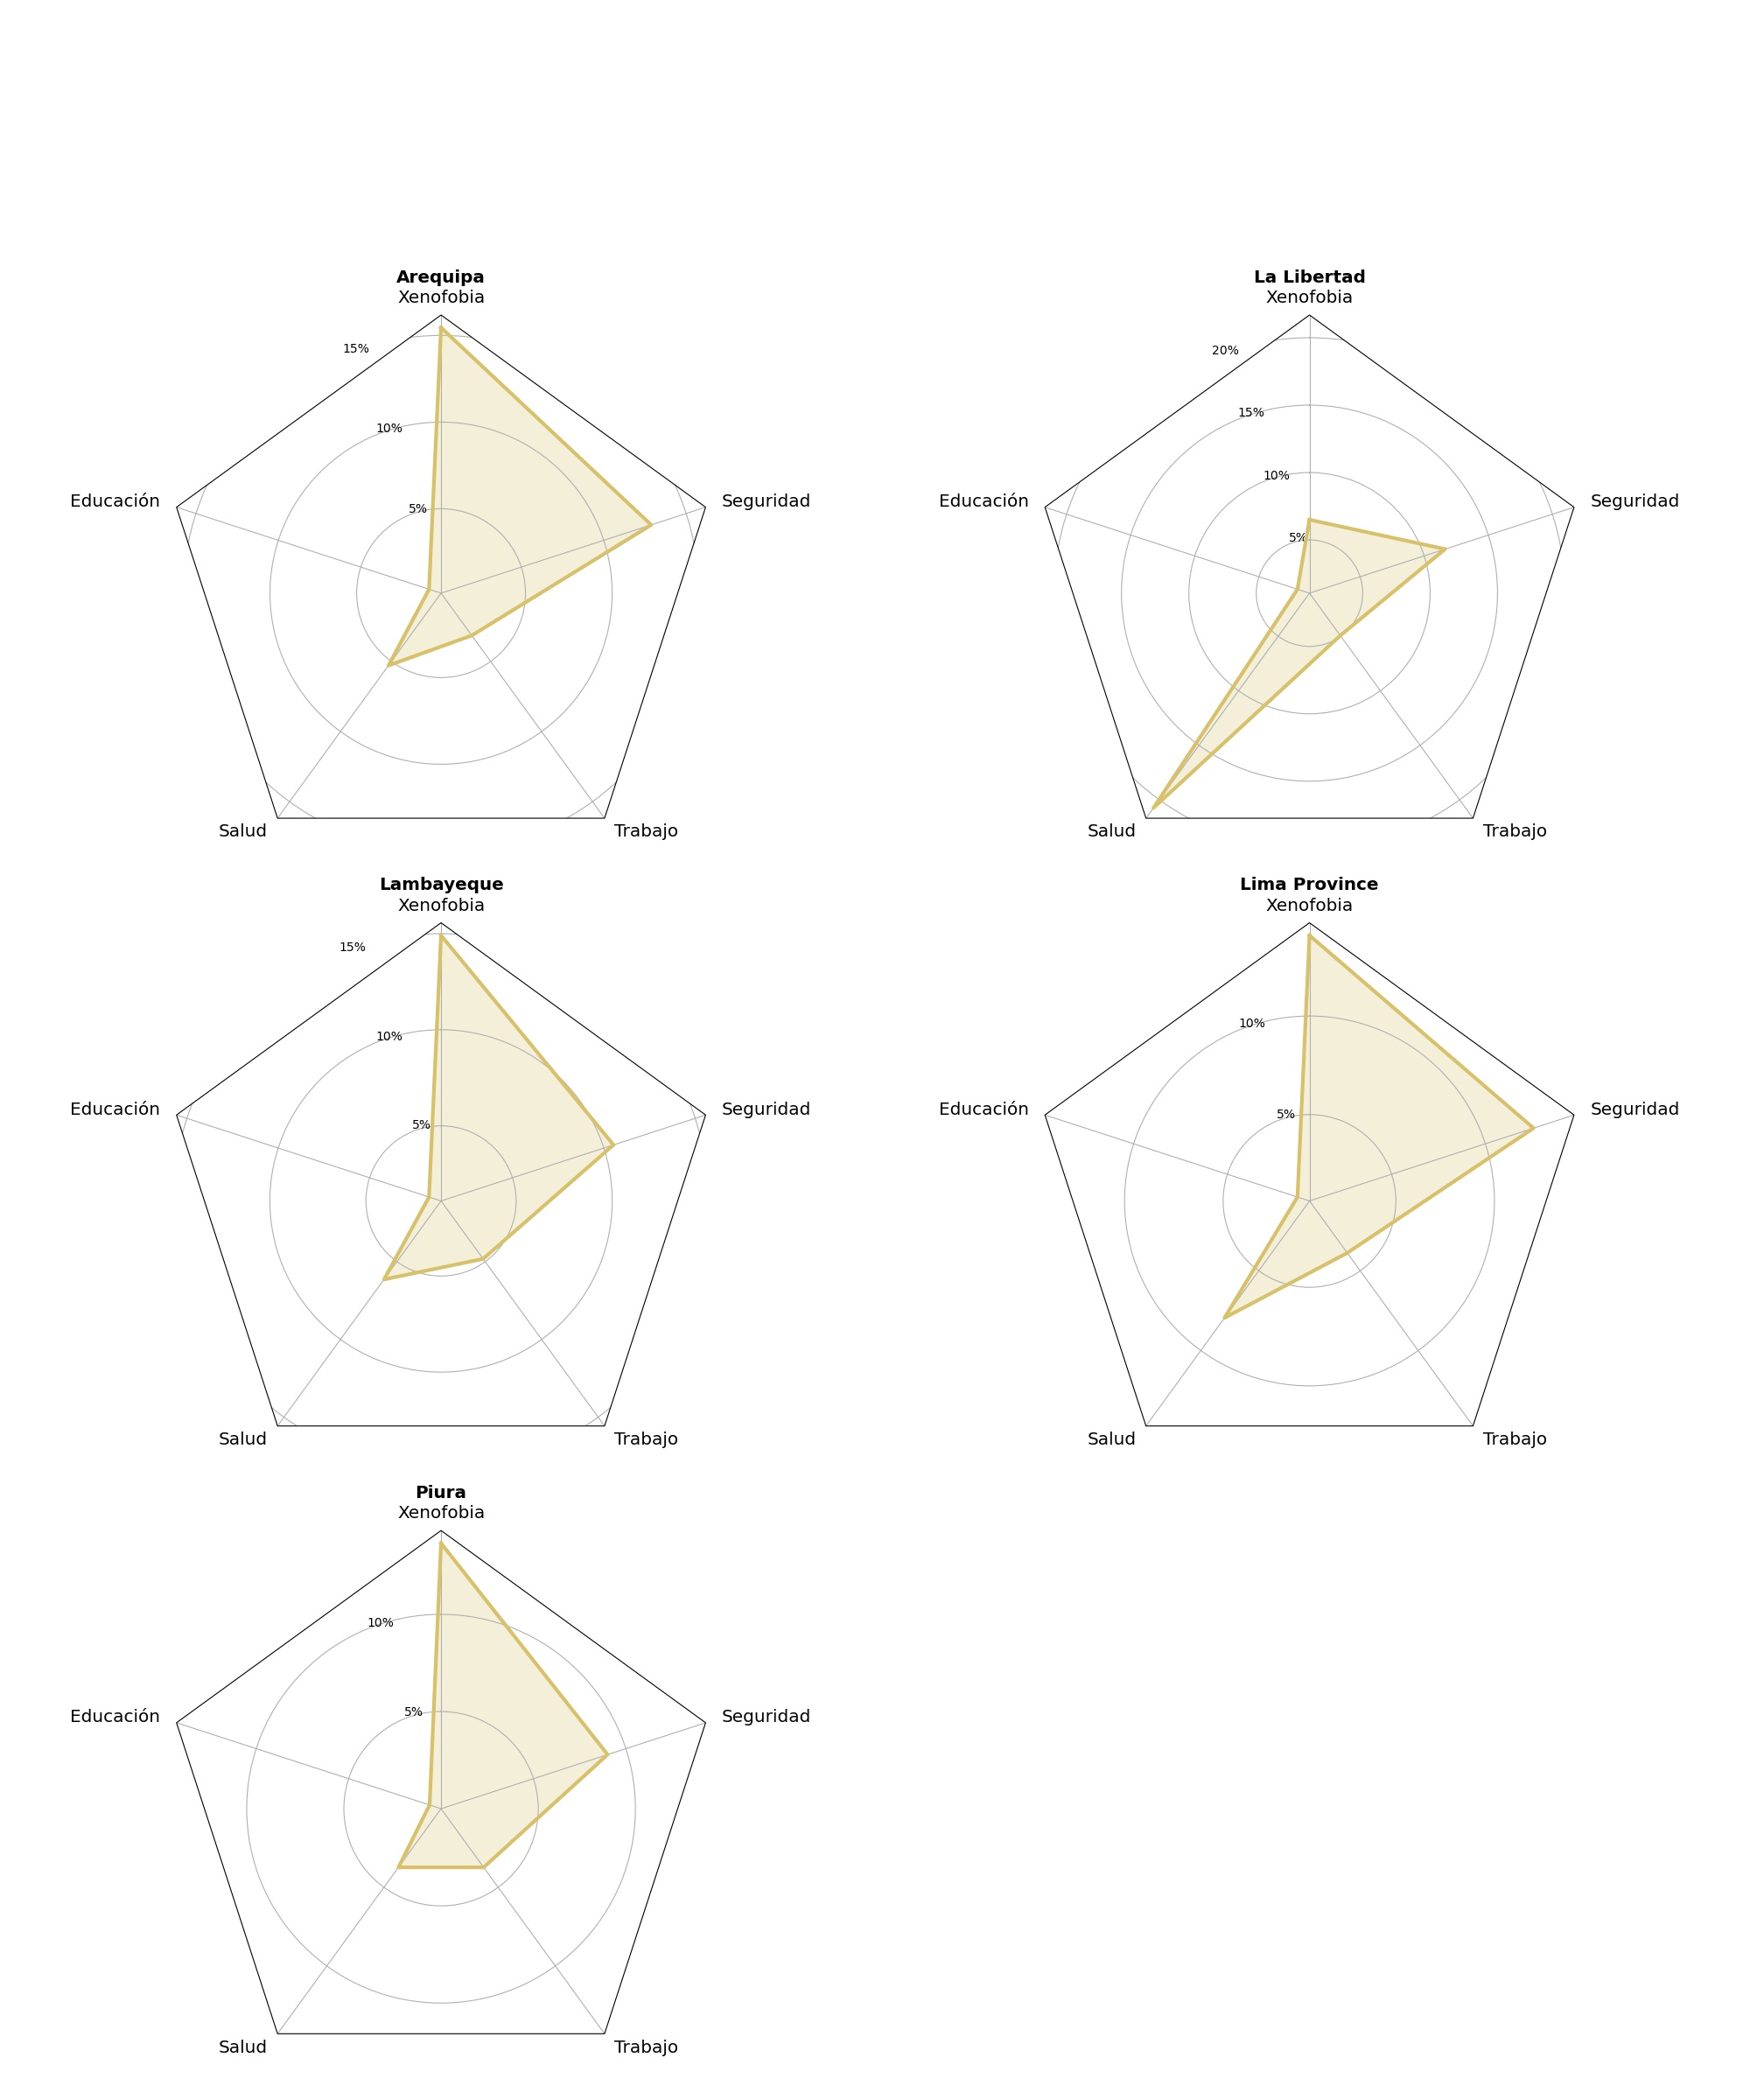 Arequipa
Xenofobia
15%
10%
5%
Educación
Seguridad
Salud
Trabajo
La Libertad
Xenofobia
20%
15%
10%
5%
Educación
Seguridad
Salud
Trabajo
Lambayeque
Xenofobia
15%
10%
5%
Educación
Seguridad
Salud
Trabajo
Lima Province
Xenofobia
10%
5%
Educación
Seguridad
Salud
Trabajo
Piura
Xenofobia
10%
5%
Educación
Seguridad
Salud
Trabajo